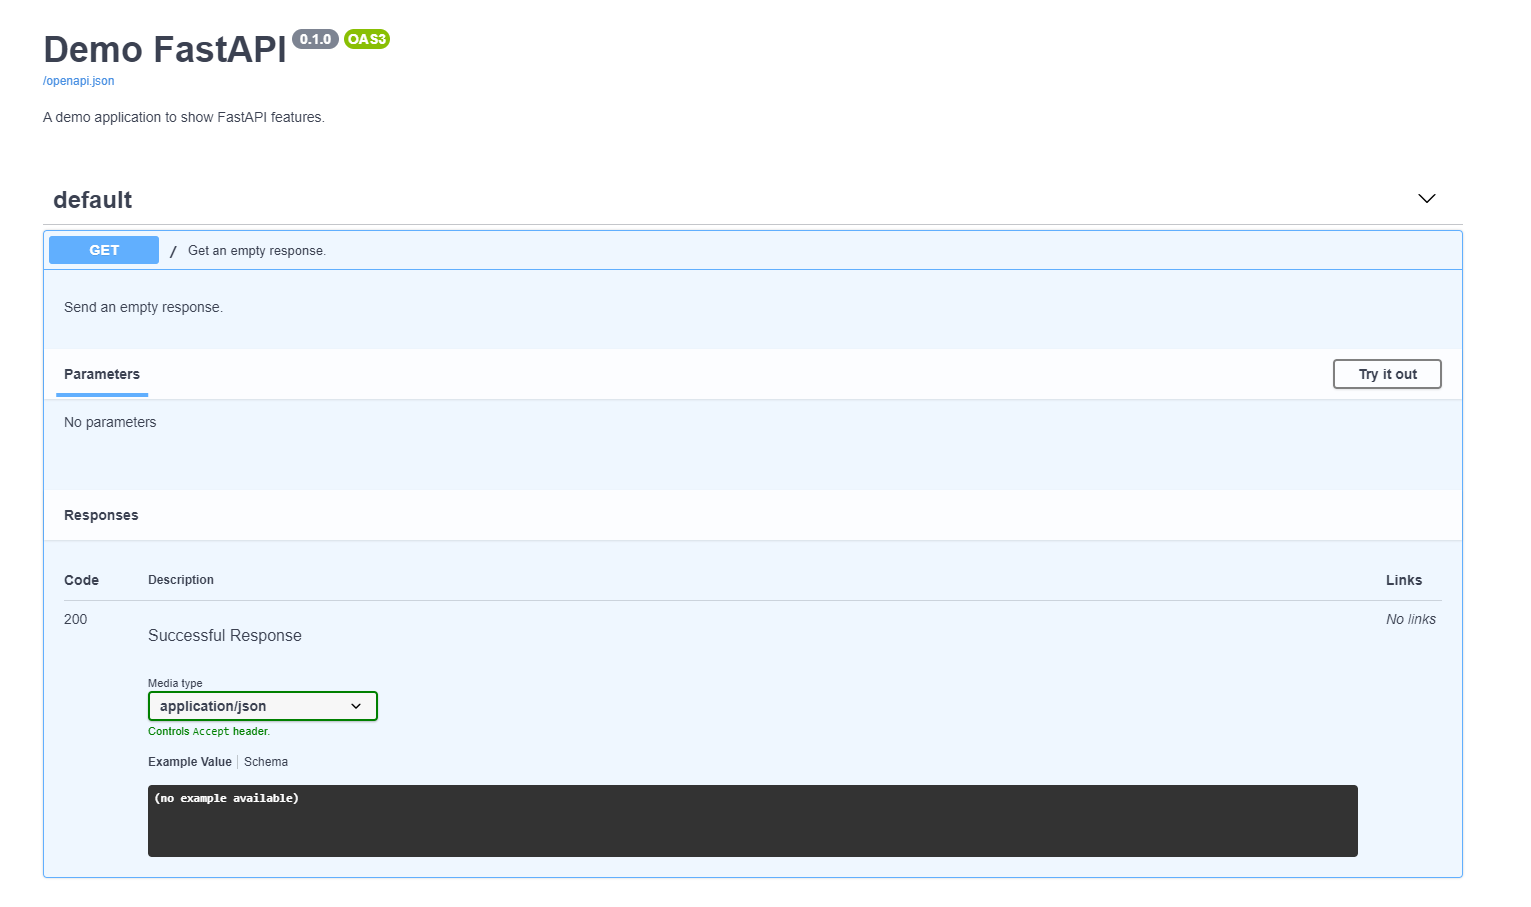 Demo FastAPI 0.1.0 OAS3
/openapi.json
A demo application to show FastAPI features.
default
GET / Get an empty response.
Send an empty response.
Parameters Try it out
No parameters
Responses
Code Description Links
200 No links
Successful Response
Media type
application/json
Controls Accept header.
Example Value Schema
(no example available)